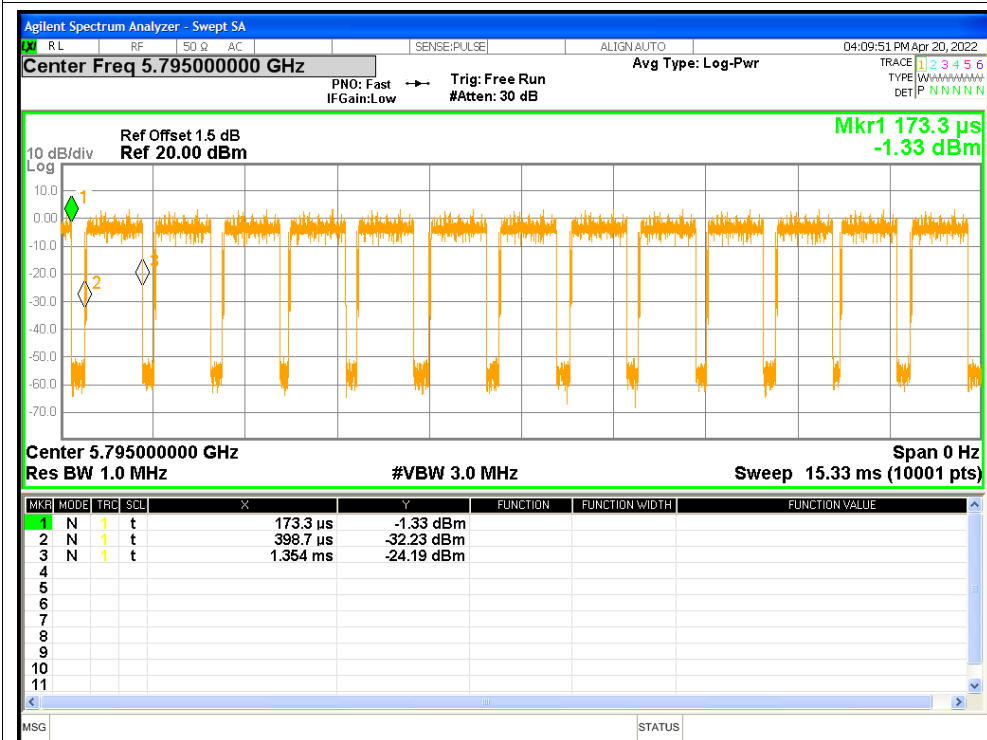 Agilent Spectrum Analyzer - Swept SA
LXI RL RF 50 Ω AC SENSE:PULSE ALIGN AUTO 04:09:51 PM Apr 20, 2022
Center Freq 5.795000000 GHz Avg Type: Log-Pwr TRACE 1 2 3 4 5 6
PNO: Fast Trig: Free Run TYPE
IFGain:Low #Atten: 30 dB DET P N N N N N
Mkr1 173.3 µs
Ref Offset 1.5 dB
10 dB/div Ref 20.00 dBm -1.33 dBm
Log
10.0
1
0.00
-10.0
3
-20.0
2
-30.0
-40.0
-50.0
-60.0
-70.0
Center 5.795000000 GHz Span 0 Hz
Res BW 1.0 MHz #VBW 3.0 MHz Sweep 15.33 ms (10001 pts)
MKR MODE TRC SCL X Y FUNCTION FUNCTION WIDTH FUNCTION VALUE
1 N 1 t 173.3 µs -1.33 dBm
2 N 1 t 398.7 µs -32.23 dBm
3 N 1 t 1.354 ms -24.19 dBm
4
5
6
7
8
9
10
11
MSG STATUS